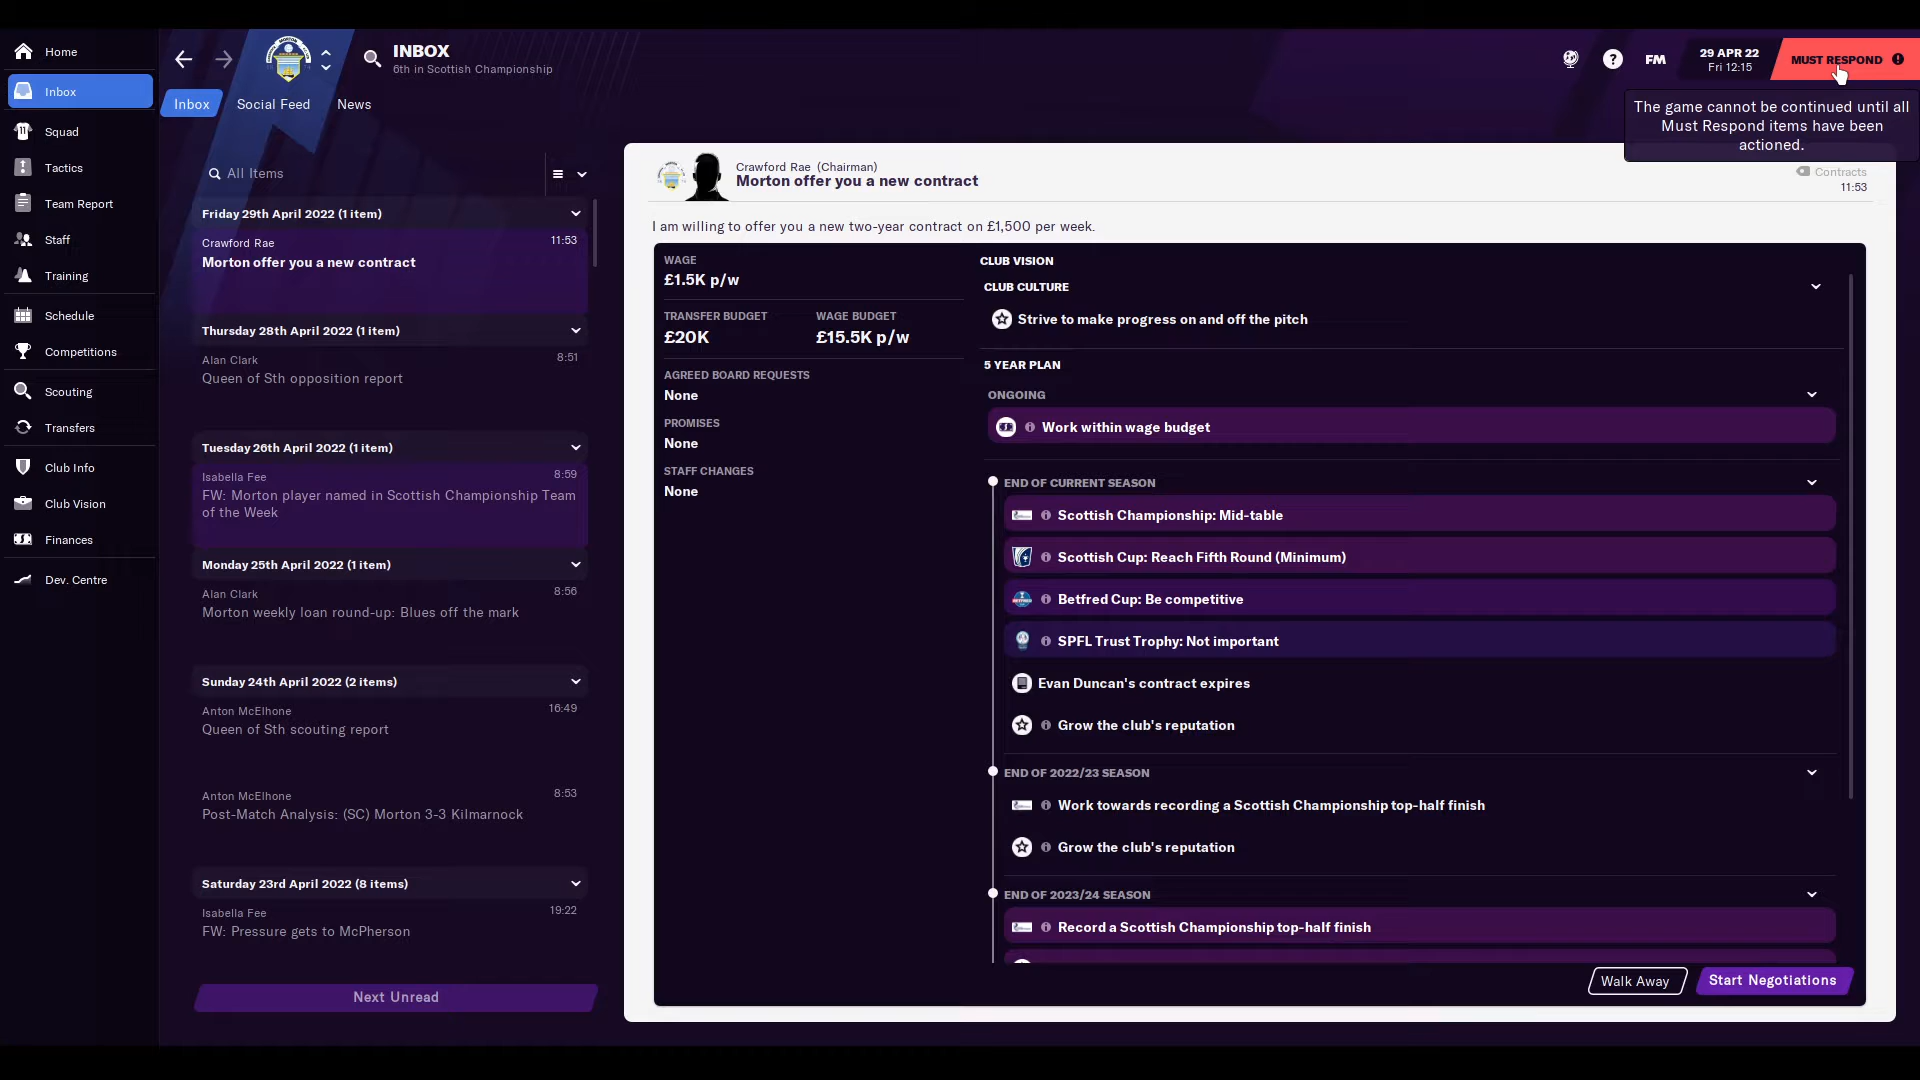 Home
Inbox
Squad
Tactics
Team Report
Staff
Training
Schedule
Competitions
Scouting
Transfers
Club Info
Club Vision
Finances
Dev. Centre
INBOX
6th in Scottish Championship
FM
29 APR 22
Fri 12:15
MUST RESPOND
The game cannot be continued until all
Must Respond items have been
actioned.
Inbox
Social Feed
News
All Items
Friday 29th April 2022 (1 item)
Crawford Rae
11:53
Morton offer you a new contract
Thursday 28th April 2022 (1 item)
Alan Clark
8:51
Queen of Sth opposition report
Tuesday 26th April 2022 (1 item)
Isabella Fee
8:59
FW: Morton player named in Scottish Championship Team
of the Week
Monday 25th April 2022 (1 item)
Alan Clark
8:56
Morton weekly loan round-up: Blues off the mark
Sunday 24th April 2022 (2 items)
Anton McElhone
16:49
Queen of Sth scouting report
Anton McElhone
8:53
Post-Match Analysis: (SC) Morton 3-3 Kilmarnock
Saturday 23rd April 2022 (8 items)
Isabella Fee
19:22
FW: Pressure gets to McPherson
Next Unread
Crawford Rae (Chairman)
Morton offer you a new contract
Contracts
11:53
I am willing to offer you a new two-year contract on £1,500 per week.
WAGE
£1.5K p/w
TRANSFER BUDGET
£20K
WAGE BUDGET
£15.5K p/w
AGREED BOARD REQUESTS
None
PROMISES
None
STAFF CHANGES
None
CLUB VISION
CLUB CULTURE
Strive to make progress on and off the pitch
5 YEAR PLAN
ONGOING
Work within wage budget
END OF CURRENT SEASON
Scottish Championship: Mid-table
Scottish Cup: Reach Fifth Round (Minimum)
Betfred Cup: Be competitive
SPFL Trust Trophy: Not important
Evan Duncan's contract expires
Grow the club's reputation
END OF 2022/23 SEASON
Work towards recording a Scottish Championship top-half finish
Grow the club's reputation
END OF 2023/24 SEASON
Record a Scottish Championship top-half finish
Walk Away
Start Negotiations